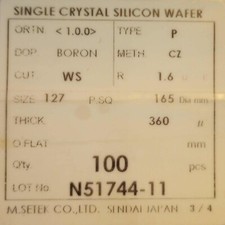 SINGLE CRYSTAL SILICON WAFER
ORTN < 1.0.0> TYPE P
DOP. BORON METH. CZ
CUT. WS R 1.6
SIZE 127 P.SQ 165
THICK 360 µ
O.FLAT mm
Q'ty 100 pcs
LOT No. N51744-11
M.SETEK CO.,LTD. SENDAI JAPAN 3/4